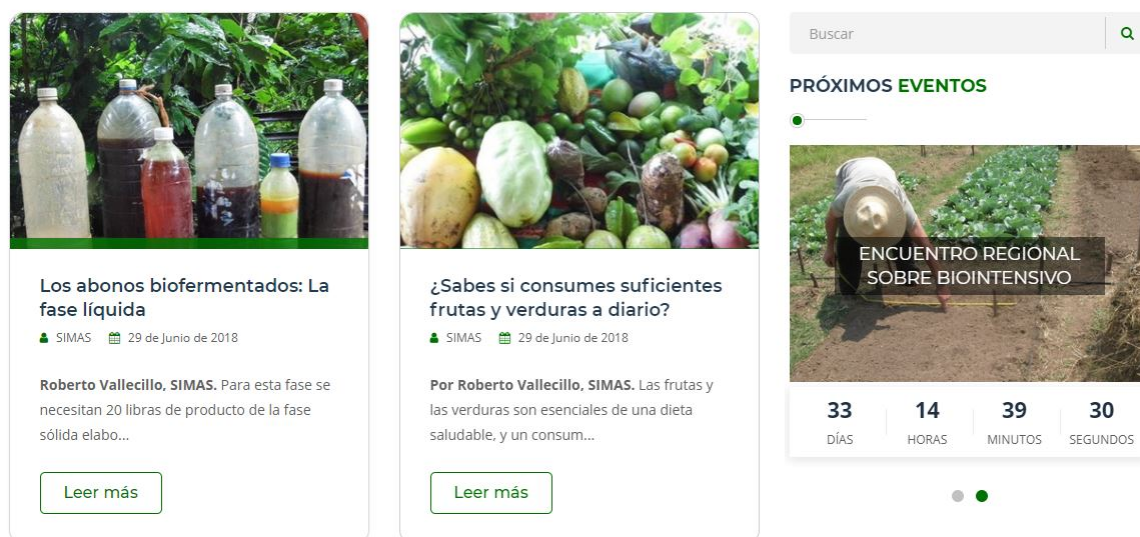 Los abonos biofermentados: La
fase líquida
SIMAS 29 de Junio de 2018
Roberto Vallecillo, SIMAS. Para esta fase se
necesitan 20 libras de producto de la fase
sólida elabo...
Leer más
¿Sabes si consumes suficientes
frutas y verduras a diario?
SIMAS 29 de Junio de 2018
Por Roberto Vallecillo, SIMAS. Las frutas y
las verduras son esenciales de una dieta
saludable, y un consum...
Leer más
Buscar
PRÓXIMOS EVENTOS
ENCUENTRO REGIONAL
SOBRE BIOINTENSIVO
33 14 39 30
DÍAS HORAS MINUTOS SEGUNDOS